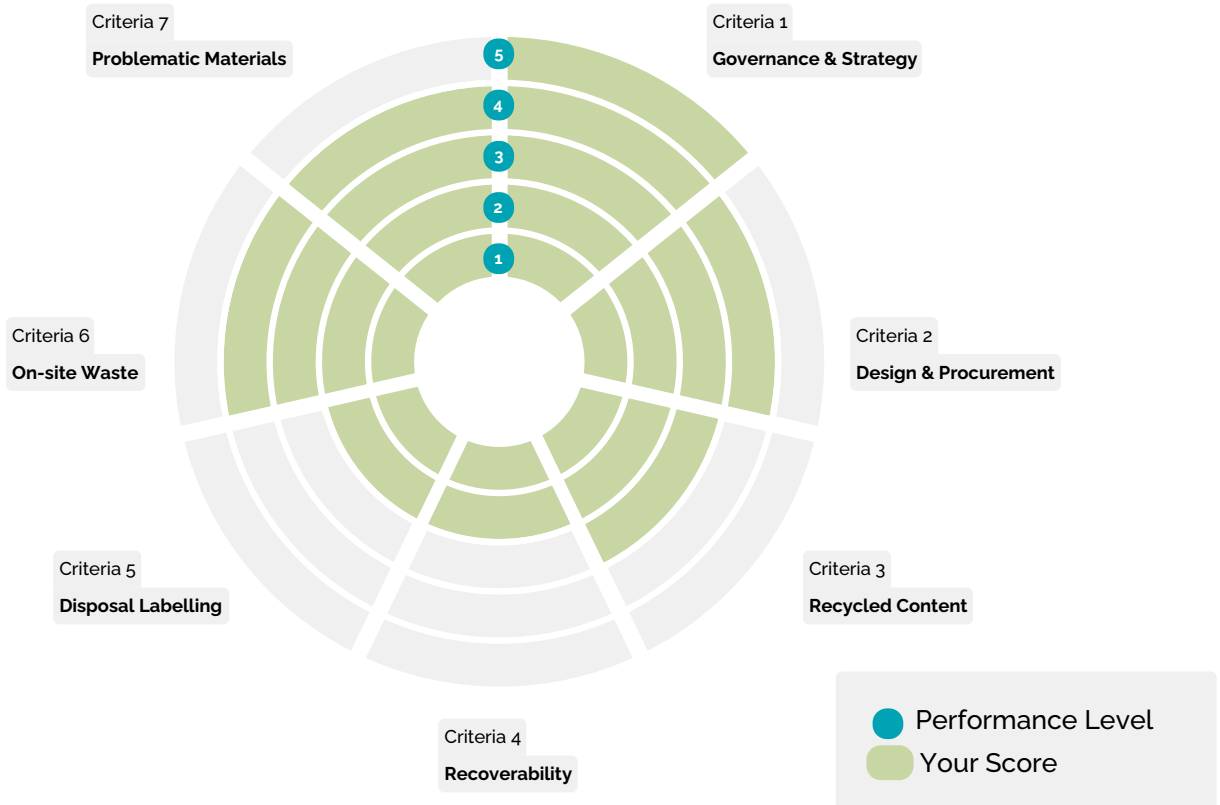 Criteria 7
Problematic Materials
Criteria 1
Governance & Strategy
5
4
3
2
1
Criteria 6
On-site Waste
Criteria 2
Design & Procurement
Criteria 5
Disposal Labelling
Criteria 3
Recycled Content
Criteria 4
Recoverability
Performance Level
Your Score